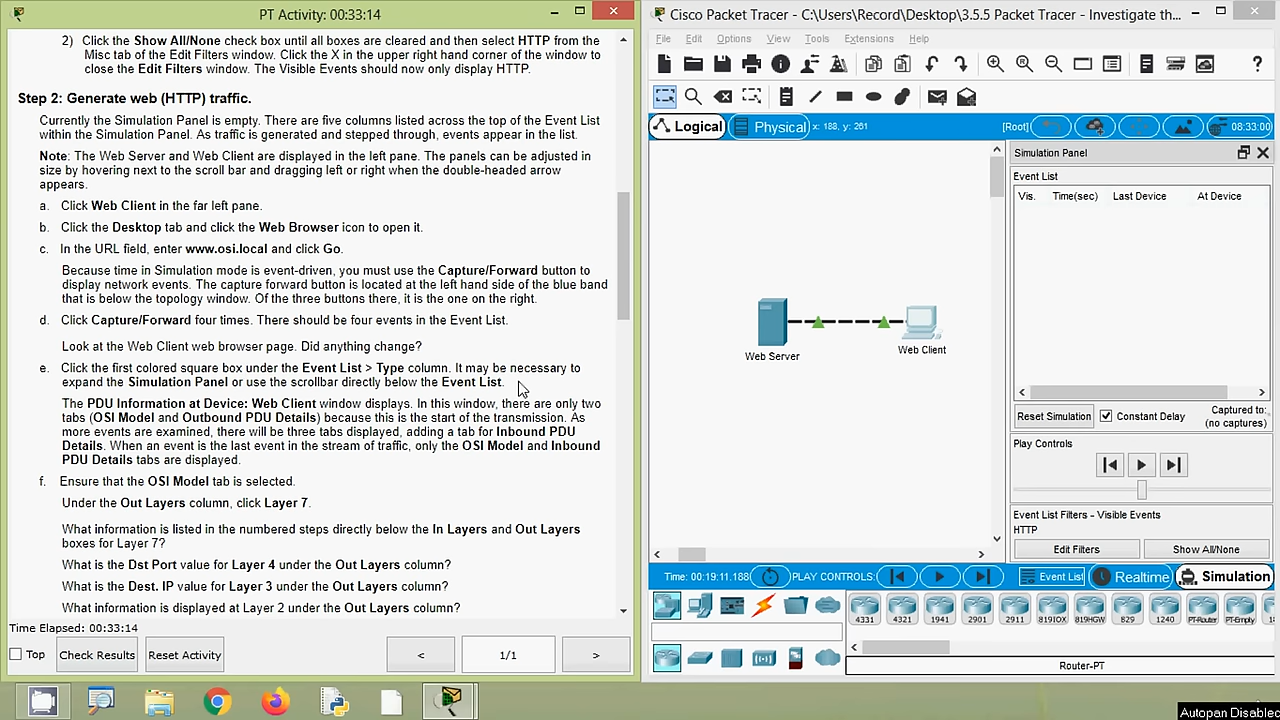 PT Activity: 00:33:14
2) Click the Show All/None check box until all boxes are cleared and then select HTTP from the
Misc tab of the Edit Filters window. Click the X in the upper right hand corner of the window to
close the Edit Filters window. The Visible Events should now only display HTTP.
Step 2: Generate web (HTTP) traffic.
Currently the Simulation Panel is empty. There are five columns listed across the top of the Event List
within the Simulation Panel. As traffic is generated and stepped through, events appear in the list.
Note: The Web Server and Web Client are displayed in the left pane. The panels can be adjusted in
size by hovering next to the scroll bar and dragging left or right when the double-headed arrow
appears.
a. Click Web Client in the far left pane.
b. Click the Desktop tab and click the Web Browser icon to open it.
c. In the URL field, enter www.osi.local and click Go.
Because time in Simulation mode is event-driven, you must use the Capture/Forward button to
display network events. The capture forward button is located at the left hand side of the blue band
that is below the topology window. Of the three buttons there, it is the one on the right.
d. Click Capture/Forward four times. There should be four events in the Event List.
Look at the Web Client web browser page. Did anything change?
e. Click the first colored square box under the Event List > Type column. It may be necessary to
expand the Simulation Panel or use the scrollbar directly below the Event List.
The PDU Information at Device: Web Client window displays. In this window, there are only two
tabs (OSI Model and Outbound PDU Details) because this is the start of the transmission. As
more events are examined, there will be three tabs displayed, adding a tab for Inbound PDU
Details. When an event is the last event in the stream of traffic, only the OSI Model and Inbound
PDU Details tabs are displayed.
f. Ensure that the OSI Model tab is selected.
Under the Out Layers column, click Layer 7.
What information is listed in the numbered steps directly below the In Layers and Out Layers
boxes for Layer 7?
What is the Dst Port value for Layer 4 under the Out Layers column?
What is the Dest. IP value for Layer 3 under the Out Layers column?
What information is displayed at Layer 2 under the Out Layers column?
Time Elapsed: 00:33:14
Top
Check Results
Reset Activity
<
1/1
>
Cisco Packet Tracer - C:\Users\Record\Desktop\3.5.5 Packet Tracer - Investigate th...
File Edit Options View Tools Extensions Help
Logical
Physical
x: 188, y: 261
[Root]
08:33:00
Web Server
Web Client
Simulation Panel
Event List
Vis. Time(sec) Last Device At Device
Reset Simulation
Constant Delay
Captured to:
(no captures)
Play Controls
Event List Filters - Visible Events
HTTP
Edit Filters
Show All/None
Time: 00:19:11.188
PLAY CONTROLS:
Event List
Realtime
Simulation
4331 4321 1941 2901 2911 819IOX 819HGW 829 1240 PT-Router PT-Empty
Router-PT
Autopan Disabled